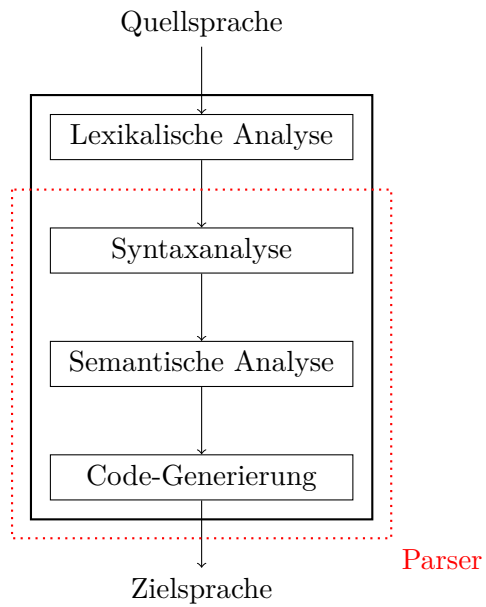 Quellsprache
Lexikalische Analyse
Syntaxanalyse
Semantische Analyse
Code-Generierung
Parser
Zielsprache